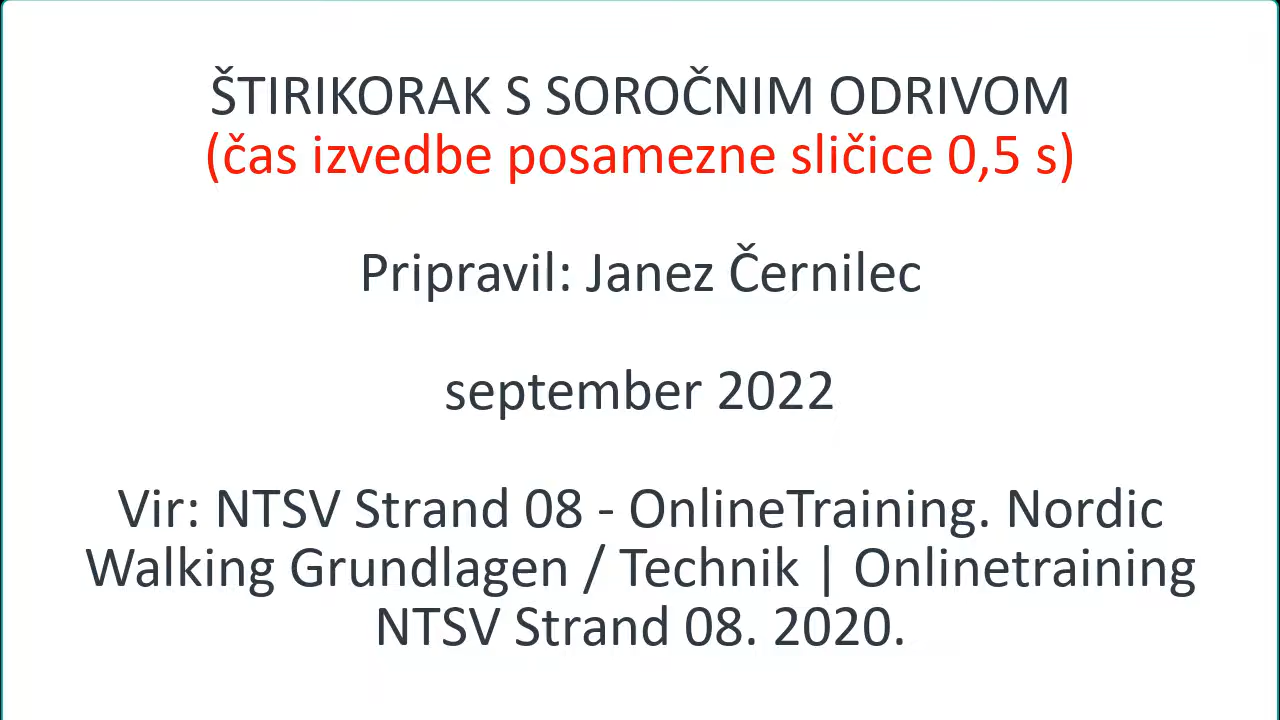 ŠTIRIKORAK S SOROČNIM ODRIVOM
(čas izvedbe posamezne sličice 0,5 s)
Pripravil: Janez Černilec
september 2022
Vir: NTSV Strand 08 - OnlineTraining. Nordic
Walking Grundlagen / Technik | Onlinetraining
NTSV Strand 08. 2020.